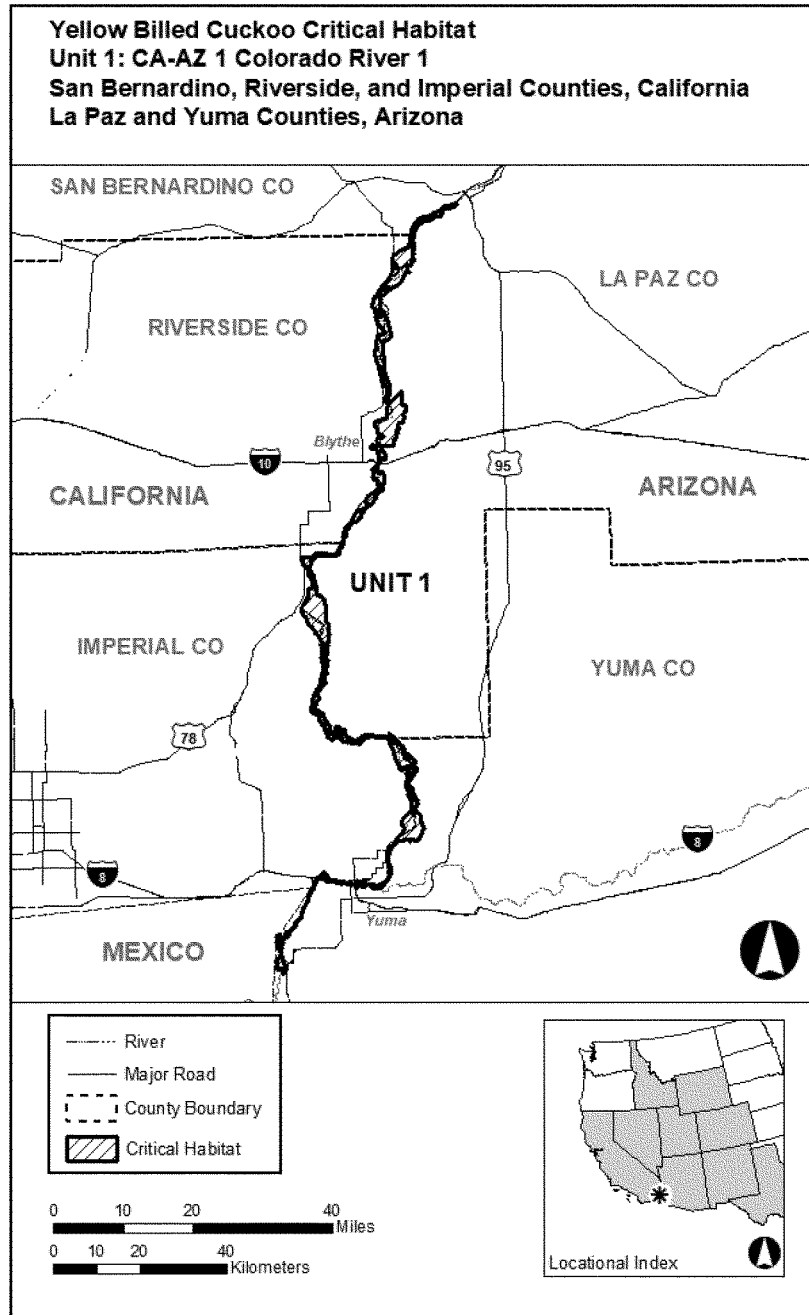 Yellow Billed Cuckoo Critical Habitat
Unit 1: CA-AZ 1 Colorado River 1
San Bernardino, Riverside, and Imperial Counties, California
La Paz and Yuma Counties, Arizona
SAN BERNARDINO CO
LA PAZ CO
RIVERSIDE CO
Blythe
10
95
CALIFORNIA
ARIZONA
UNIT 1
IMPERIAL CO
YUMA CO
78
8
8
Yuma
MEXICO
River
Major Road
County Boundary
Critical Habitat
0 10 20 40
Miles
0 10 20 40
Kilometers
Locational Index